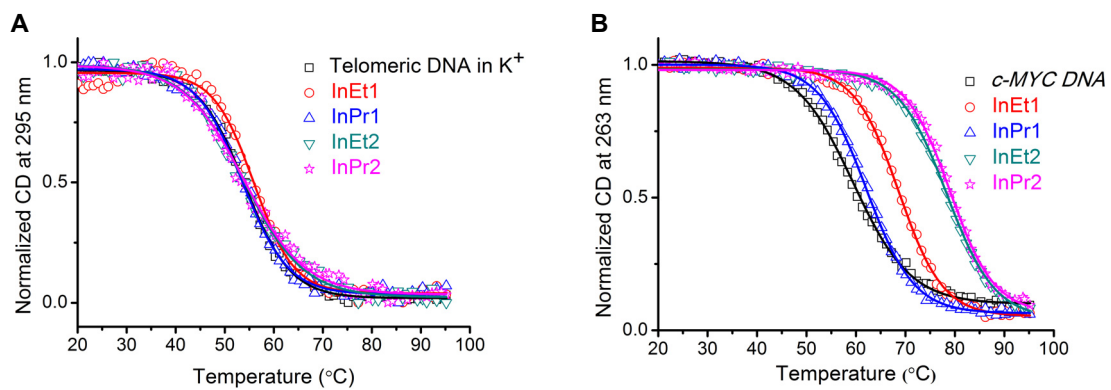 A
Normalized CD at 295 nm
1.0
0.5
0.0
Telomeric DNA in K⁺
InEt1
InPr1
InEt2
InPr2
20 30 40 50 60 70 80 90 100
Temperature (°C)
B
Normalized CD at 263 nm
1.0
0.5
0.0
c-MYC DNA
InEt1
InPr1
InEt2
InPr2
20 30 40 50 60 70 80 90 100
Temperature (°C)